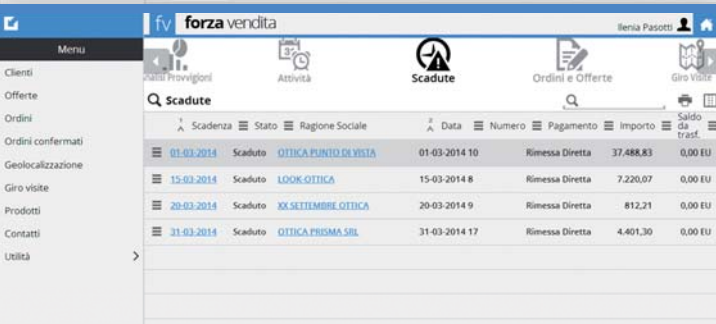 fv forza vendita
Ilenia Pasotti
Menu
Clienti
Offerte
Ordini
Ordini confermati
Geolocalizzazione
Giro visite
Prodotti
Contatti
Utilità
Analisi Provvigioni
Attività
Scadute
Ordini e Offerte
Giro Visite
Scadute
1 Scadenza Stato Ragione Sociale 2 Data Numero Pagamento Importo Saldo da trasf.
01-03-2014 Scaduto OTTICA PUNTO DI VISTA 01-03-2014 10 Rimessa Diretta 37.488,83 0,00 EU
15-03-2014 Scaduto LOOK OTTICA 15-03-2014 8 Rimessa Diretta 7.220,07 0,00 EU
20-03-2014 Scaduto XX SETTEMBRE OTTICA 20-03-2014 9 Rimessa Diretta 812,21 0,00 EU
31-03-2014 Scaduto OTTICA PRISMA SRL 31-03-2014 17 Rimessa Diretta 4.401,30 0,00 EU